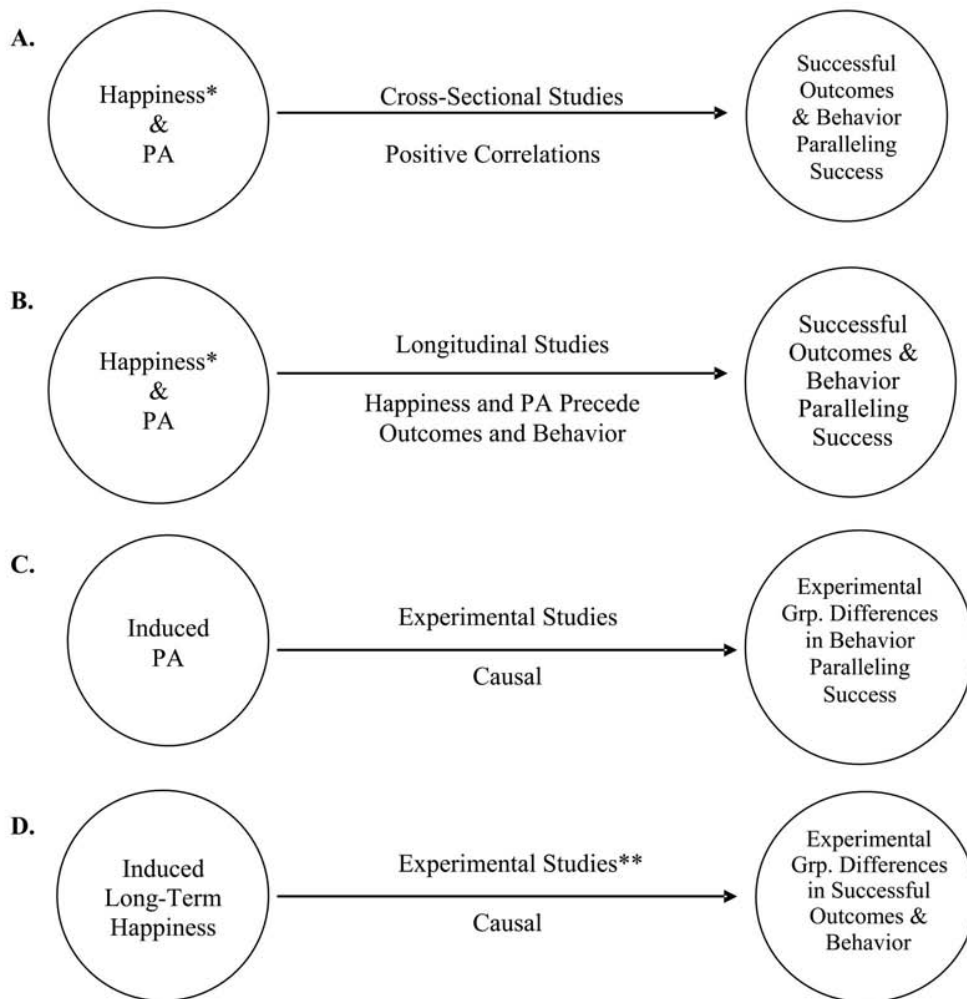 A.
Happiness*
&
PA
Cross-Sectional Studies
Positive Correlations
Successful
Outcomes
& Behavior
Paralleling
Success
B.
Happiness*
&
PA
Longitudinal Studies
Happiness and PA Precede
Outcomes and Behavior
Successful
Outcomes &
Behavior
Paralleling
Success
C.
Induced
PA
Experimental Studies
Causal
Experimental
Grp. Differences
in Behavior
Paralleling
Success
D.
Induced
Long-Term
Happiness
Experimental Studies**
Causal
Experimental
Grp. Differences
in Successful
Outcomes &
Behavior